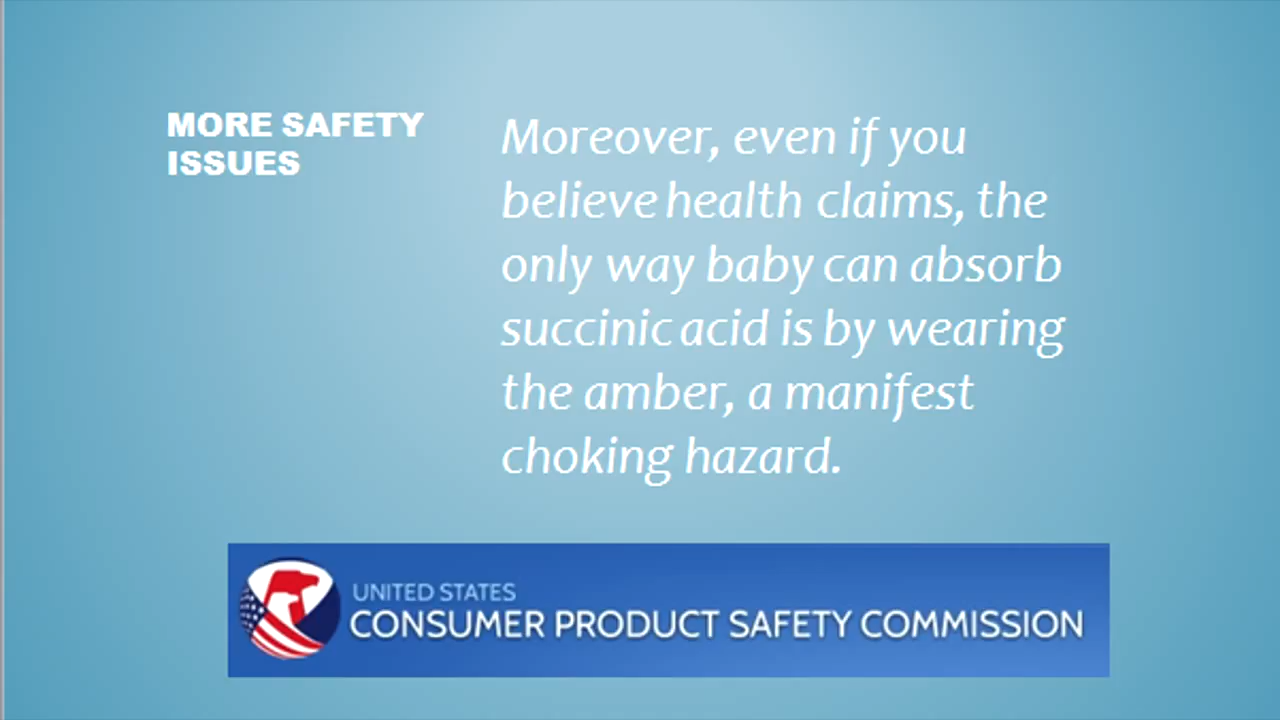 MORE SAFETY
ISSUES
Moreover, even if you
believe health claims, the
only way baby can absorb
succinic acid is by wearing
the amber, a manifest
choking hazard.
UNITED STATES
CONSUMER PRODUCT SAFETY COMMISSION